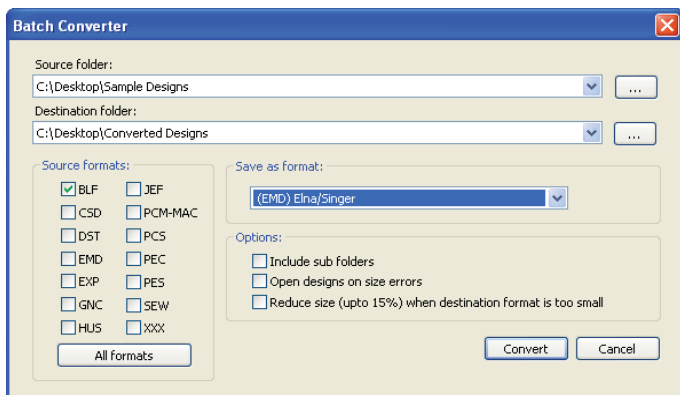 Batch Converter
Source folder:
C:\Desktop\Sample Designs
...
Destination folder:
C:\Desktop\Converted Designs
...
Source formats:
BLF
JEF
CSD
PCM-MAC
DST
PCS
EMD
PEC
EXP
PES
GNC
SEW
HUS
XXX
All formats
Save as format:
(EMD) Elna/Singer
Options:
Include sub folders
Open designs on size errors
Reduce size (upto 15%) when destination format is too small
Convert
Cancel